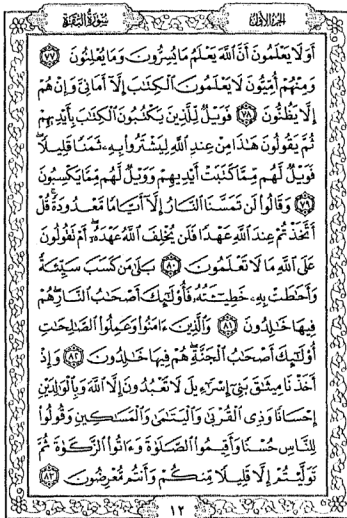 الجزء الأول
سورة البقرة
أَوَلَا يَعْلَمُونَ أَنَّ ٱللَّهَ يَعْلَمُ مَا يُسِرُّونَ وَمَا يُعْلِنُونَ ٧٧
وَمِنْهُمْ أُمِّيُّونَ لَا يَعْلَمُونَ ٱلْكِتَٰبَ إِلَّآ أَمَانِىَّ وَإِنْ هُمْ
إِلَّا يَظُنُّونَ ٧٨ فَوَيْلٌ لِّلَّذِينَ يَكْتُبُونَ ٱلْكِتَٰبَ بِأَيْدِيهِمْ
ثُمَّ يَقُولُونَ هَٰذَا مِنْ عِندِ ٱللَّهِ لِيَشْتَرُوا۟ بِهِۦ ثَمَنًا قَلِيلًا ۖ
فَوَيْلٌ لَّهُم مِّمَّا كَتَبَتْ أَيْدِيهِمْ وَوَيْلٌ لَّهُم مِّمَّا يَكْسِبُونَ
٧٩ وَقَالُوا۟ لَن تَمَسَّنَا ٱلنَّارُ إِلَّآ أَيَّامًا مَّعْدُودَةً ۚ قُلْ
أَتَّخَذْتُمْ عِندَ ٱللَّهِ عَهْدًا فَلَن يُخْلِفَ ٱللَّهُ عَهْدَهُۥٓ ۖ أَمْ تَقُولُونَ
عَلَى ٱللَّهِ مَا لَا تَعْلَمُونَ ٨٠ بَلَىٰ مَن كَسَبَ سَيِّئَةً
وَأَحَٰطَتْ بِهِۦ خَطِيٓـَٔتُهُۥ فَأُو۟لَٰٓئِكَ أَصْحَٰبُ ٱلنَّارِ ۖ هُمْ
فِيهَا خَٰلِدُونَ ٨١ وَٱلَّذِينَ ءَامَنُوا۟ وَعَمِلُوا۟ ٱلصَّٰلِحَٰتِ
أُو۟لَٰٓئِكَ أَصْحَٰبُ ٱلْجَنَّةِ ۖ هُمْ فِيهَا خَٰلِدُونَ ٨٢ وَإِذْ
أَخَذْنَا مِيثَٰقَ بَنِىٓ إِسْرَٰٓءِيلَ لَا تَعْبُدُونَ إِلَّا ٱللَّهَ وَبِٱلْوَٰلِدَيْنِ
إِحْسَانًا وَذِى ٱلْقُرْبَىٰ وَٱلْيَتَٰمَىٰ وَٱلْمَسَٰكِينِ وَقُولُوا۟
لِلنَّاسِ حُسْنًا وَأَقِيمُوا۟ ٱلصَّلَوٰةَ وَءَاتُوا۟ ٱلزَّكَوٰةَ ثُمَّ
تَوَلَّيْتُمْ إِلَّا قَلِيلًا مِّنكُمْ وَأَنتُم مُّعْرِضُونَ ٨٣
١٢